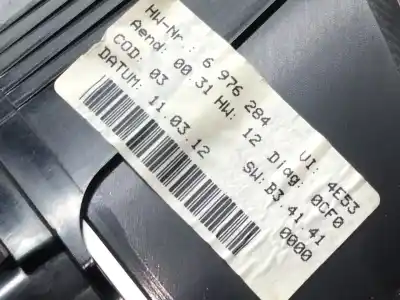 HW-Nr.: 6 976 284 VI: 4E53
Aend: 00 31 HW: 12 Diag: 0CF0
COD: 03 SW: B3.41.41
DATUM: 11.03.12 0000